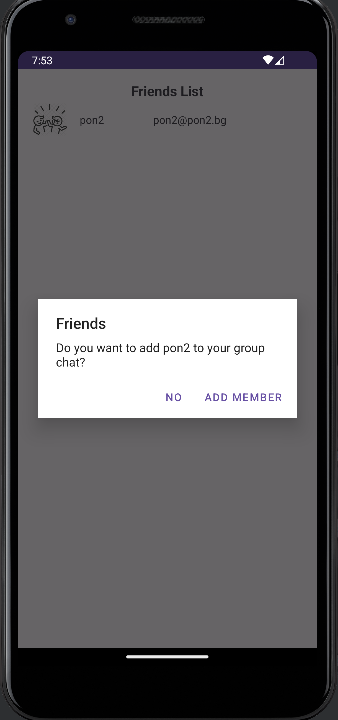 7:53
Friends List
pon2 pon2@pon2.bg
Friends
Do you want to add pon2 to your group
chat?
NO ADD MEMBER